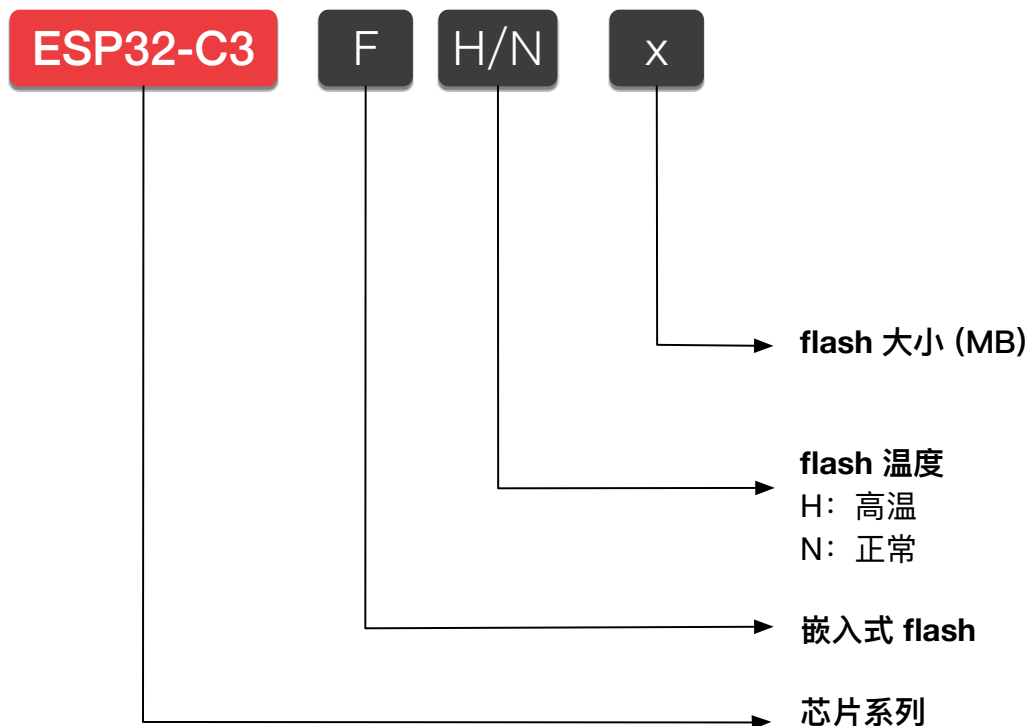 ESP32-C3 F H/N x
flash 大小 (MB)
flash 温度
H：高温
N：正常
嵌入式 flash
芯片系列